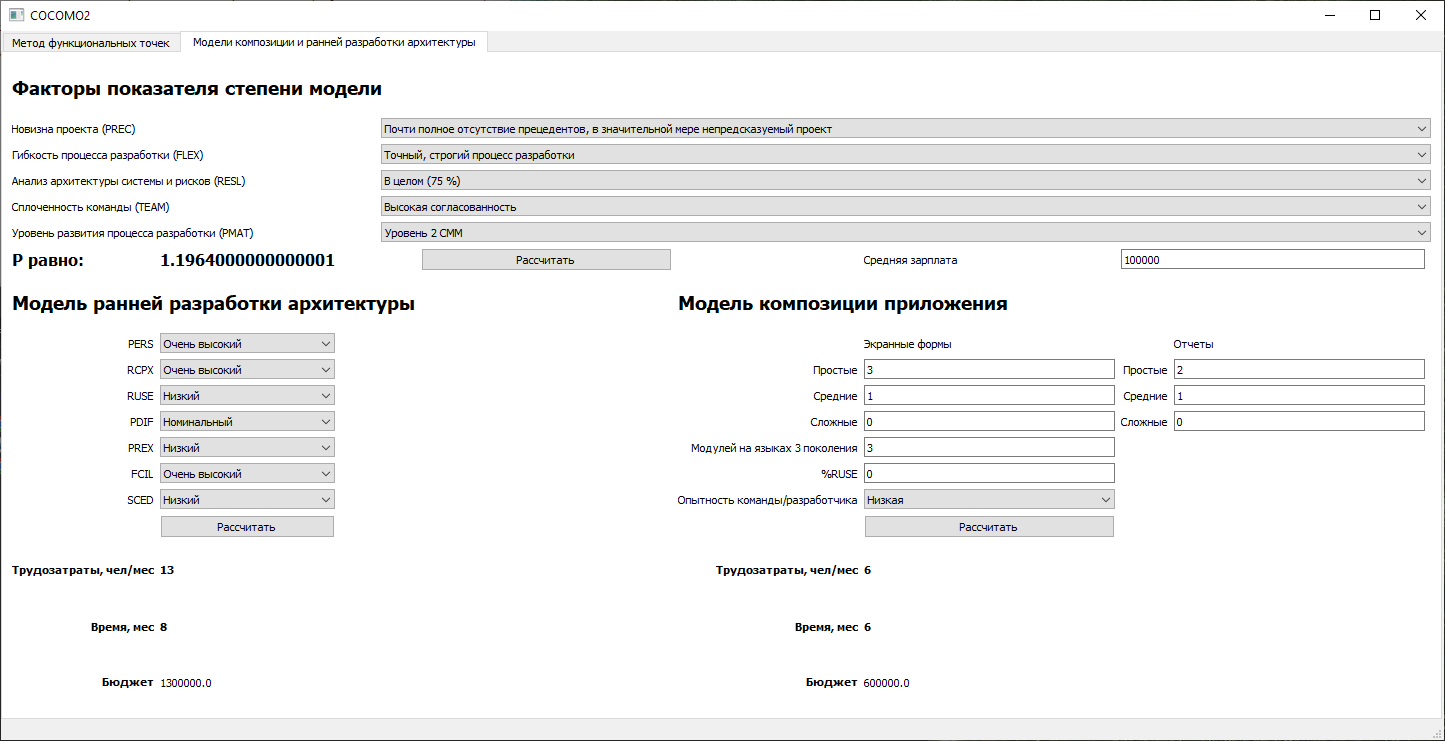 COCOMO2
Метод функциональных точек Модели композиции и ранней разработки архитектуры
Факторы показателя степени модели
Новизна проекта (PREC) Почти полное отсутствие прецедентов, в значительной мере непредсказуемый проект
Гибкость процесса разработки (FLEX) Точный, строгий процесс разработки
Анализ архитектуры системы и рисков (RESL) В целом (75 %)
Сплоченность команды (TEAM) Высокая согласованность
Уровень развития процесса разработки (PMAT) Уровень 2 СММ
P равно: 1.1964000000000001 Рассчитать Средняя зарплата 100000
Модель ранней разработки архитектуры Модель композиции приложения
PERS Очень высокий Экранные формы Отчеты
RCPX Очень высокий Простые 3 Простые 2
RUSE Низкий Средние 1 Средние 1
PDIF Номинальный Сложные 0 Сложные 0
PREX Низкий Модулей на языках 3 поколения 3
FCIL Очень высокий %RUSE 0
SCED Низкий Опытность команды/разработчика Низкая
Рассчитать Рассчитать
Трудозатраты, чел/мес 13 Трудозатраты, чел/мес 6
Время, мес 8 Время, мес 6
Бюджет 1300000.0 Бюджет 600000.0